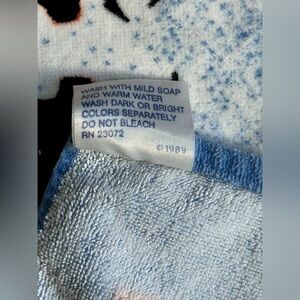 WASH WITH MILD SOAP
AND WARM WATER
WASH DARK OR BRIGHT
COLORS SEPARATELY
DO NOT BLEACH
RN 23072
©1989